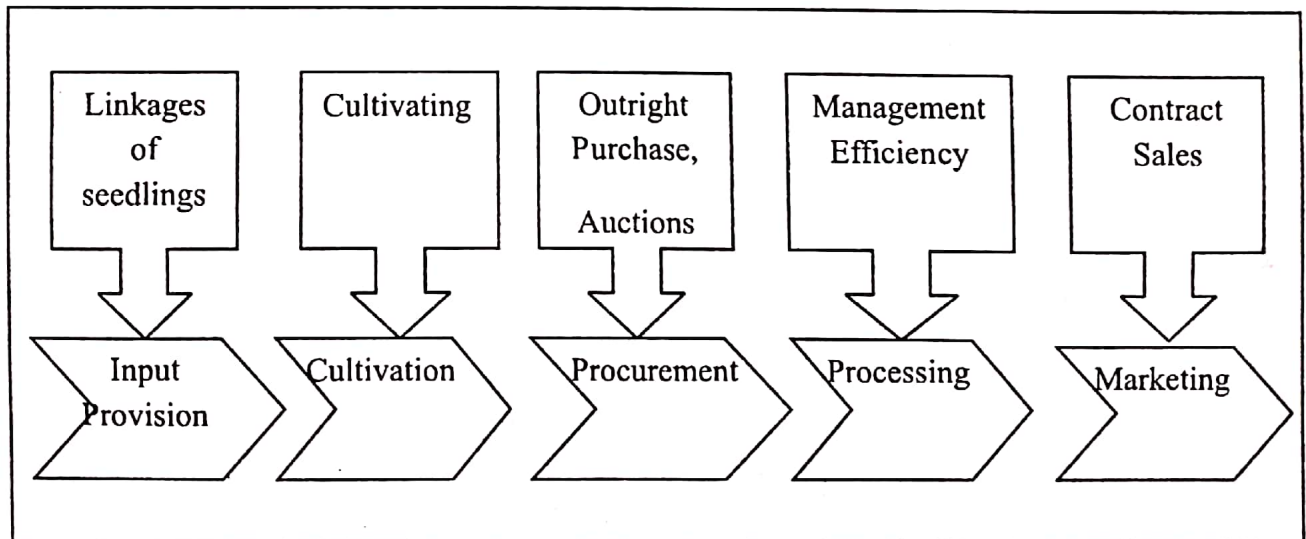 Linkages
of
seedlings
Cultivating
Outright
Purchase,
Auctions
Management
Efficiency
Contract
Sales
Input
Provision
Cultivation
Procurement
Processing
Marketing